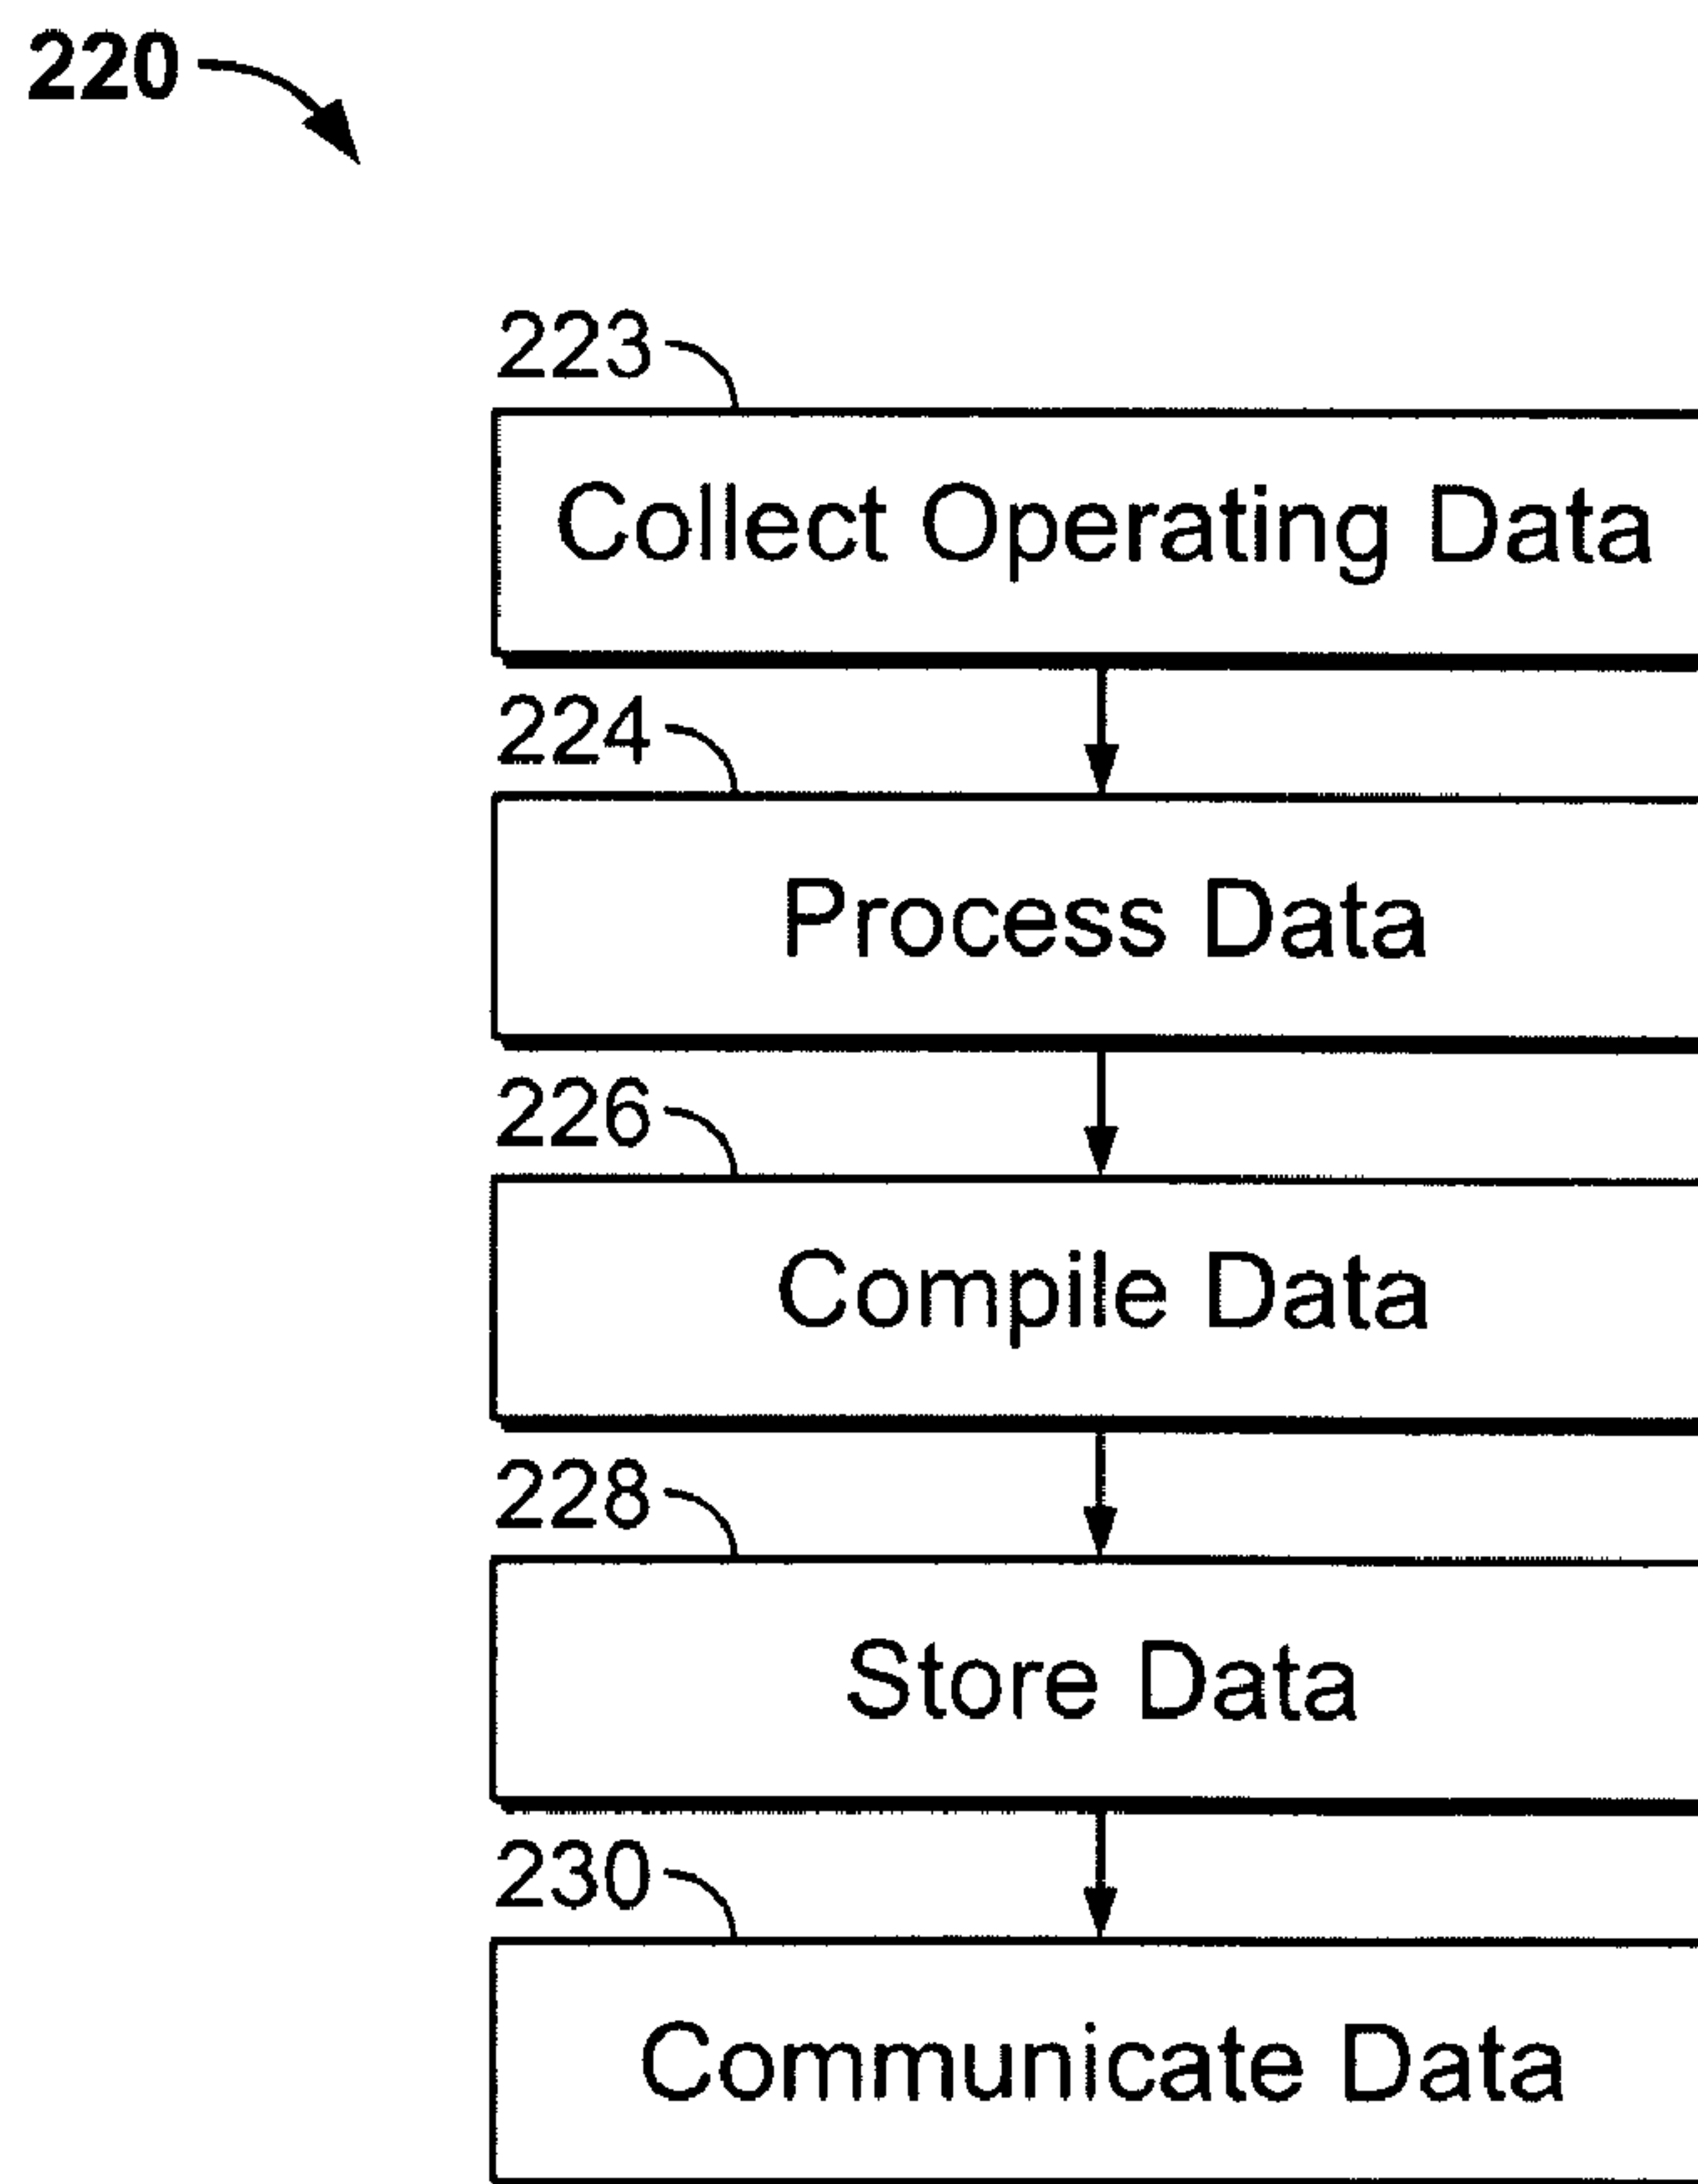 220
223
Collect Operating Data
224
Process Data
226
Compile Data
228
Store Data
230
Communicate Data